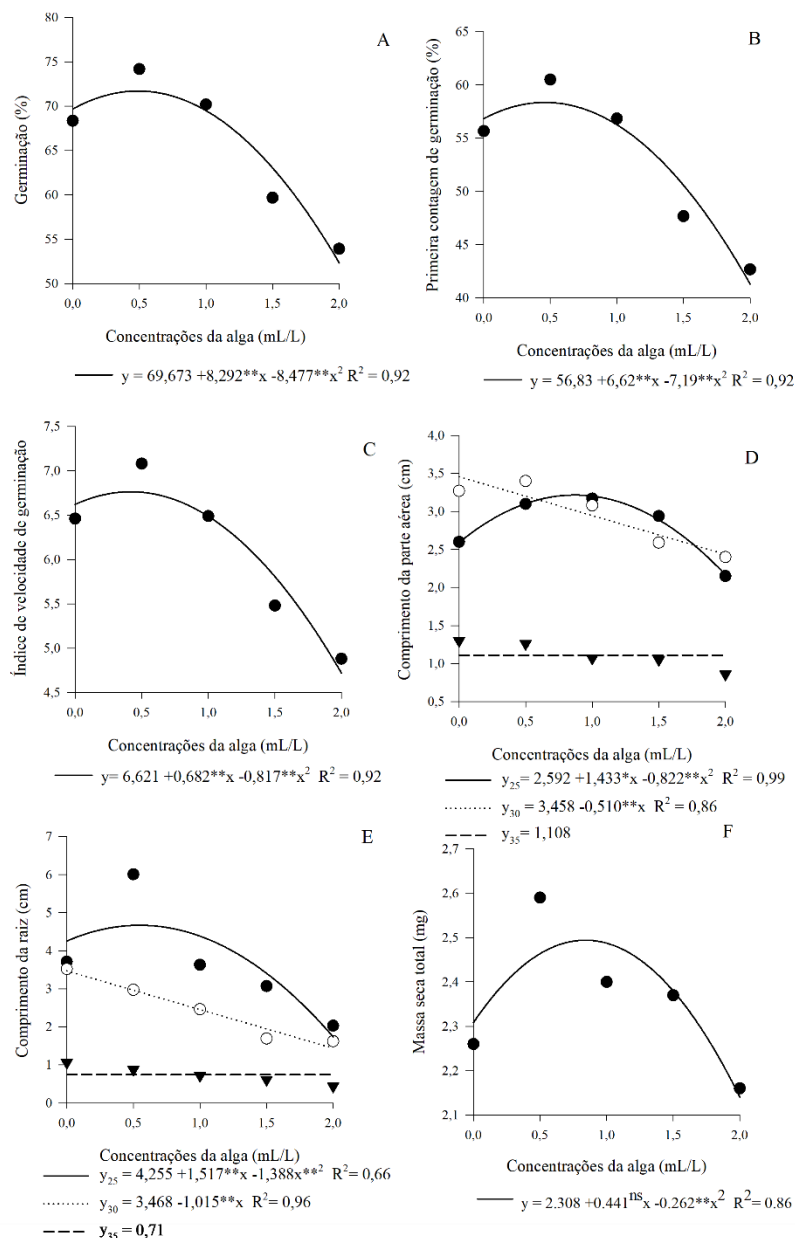 A
Germinação (%)
80
75
70
65
60
55
50
0,0 0,5 1,0 1,5 2,0
Concentrações da alga (mL/L)
y = 69,673 +8,292**x -8,477**x² R² = 0,92
B
Primeira contagem de germinação (%)
65
60
55
50
45
40
0,0 0,5 1,0 1,5 2,0
Concentrações da alga (mL/L)
y = 56,83 +6,62**x -7,19**x² R² = 0,92
C
Índice de velocidade de germinação
7,5
7,0
6,5
6,0
5,5
5,0
4,5
0,0 0,5 1,0 1,5 2,0
Concentrações da alga (mL/L)
y= 6,621 +0,682**x -0,817**x² R² = 0,92
D
Comprimento da parte aérea (cm)
4,0
3,5
3,0
2,5
2,0
1,5
1,0
0,5
0,0 0,5 1,0 1,5 2,0
Concentrações da alga (mL/L)
y₂₅= 2,592 +1,433*x -0,822**x² R² = 0,99
y₃₀= 3,458 -0,510**x R² = 0,86
y₃₅= 1,108
E
Comprimento da raiz (cm)
7
6
5
4
3
2
1
0
0,0 0,5 1,0 1,5 2,0
Concentrações da alga (mL/L)
y₂₅ = 4,255 +1,517**x -1,388x**² R²= 0,66
y₃₀ = 3,468 -1,015**x R²= 0,96
y₃₅ = 0,71
F
Massa seca total (mg)
2,7
2,6
2,5
2,4
2,3
2,2
2,1
0,0 0,5 1,0 1,5 2,0
Concentrações da alga (mL/L)
y = 2.308 +0.441ⁿˢx -0.262**x² R²= 0.86